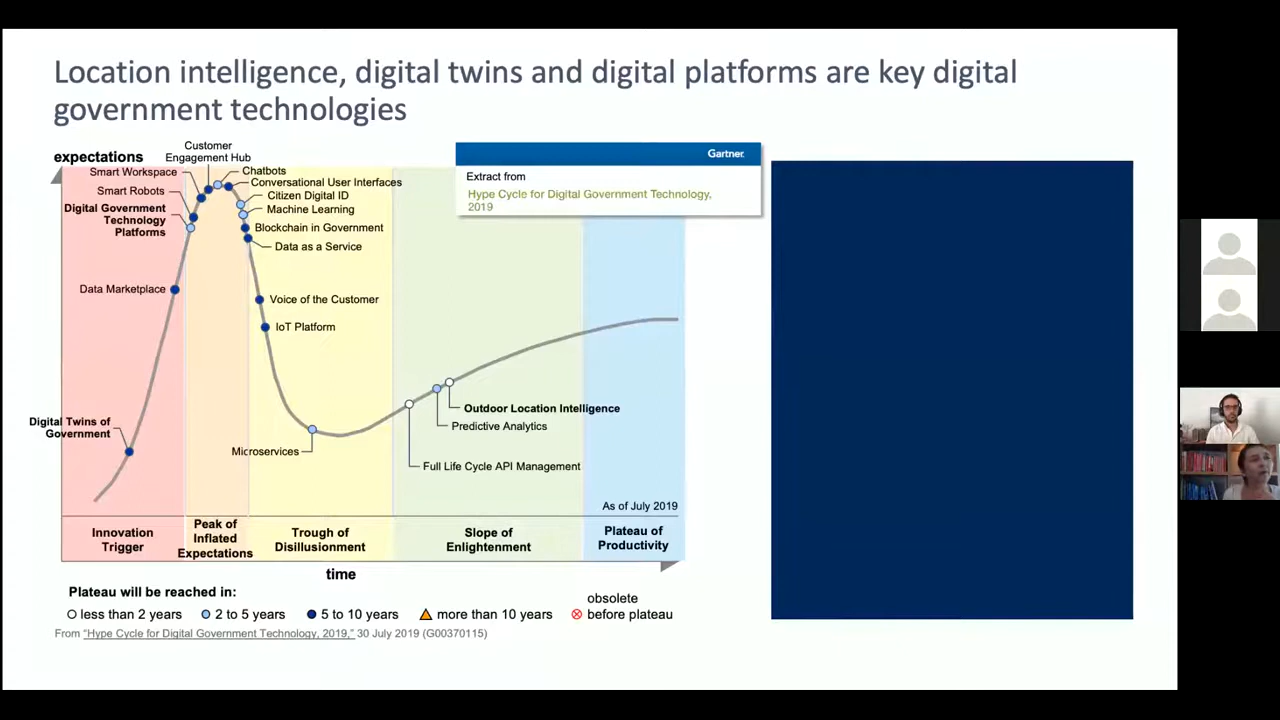 Location intelligence, digital twins and digital platforms are key digital
government technologies
expectations
Customer
Engagement Hub
Smart Workspace
Chatbots
Conversational User Interfaces
Smart Robots
Citizen Digital ID
Digital Government
Technology
Platforms
Machine Learning
Blockchain in Government
Data as a Service
Gartner.
Extract from
Hype Cycle for Digital Government Technology,
2019
Data Marketplace
Voice of the Customer
IoT Platform
Digital Twins of
Government
Outdoor Location Intelligence
Predictive Analytics
Microservices
Full Life Cycle API Management
As of July 2019
Innovation
Trigger
Peak of
Inflated
Expectations
Trough of
Disillusionment
Slope of
Enlightenment
Plateau of
Productivity
time
Plateau will be reached in:
less than 2 years
2 to 5 years
5 to 10 years
more than 10 years
obsolete
before plateau
From "Hype Cycle for Digital Government Technology, 2019," 30 July 2019 (G00370115)